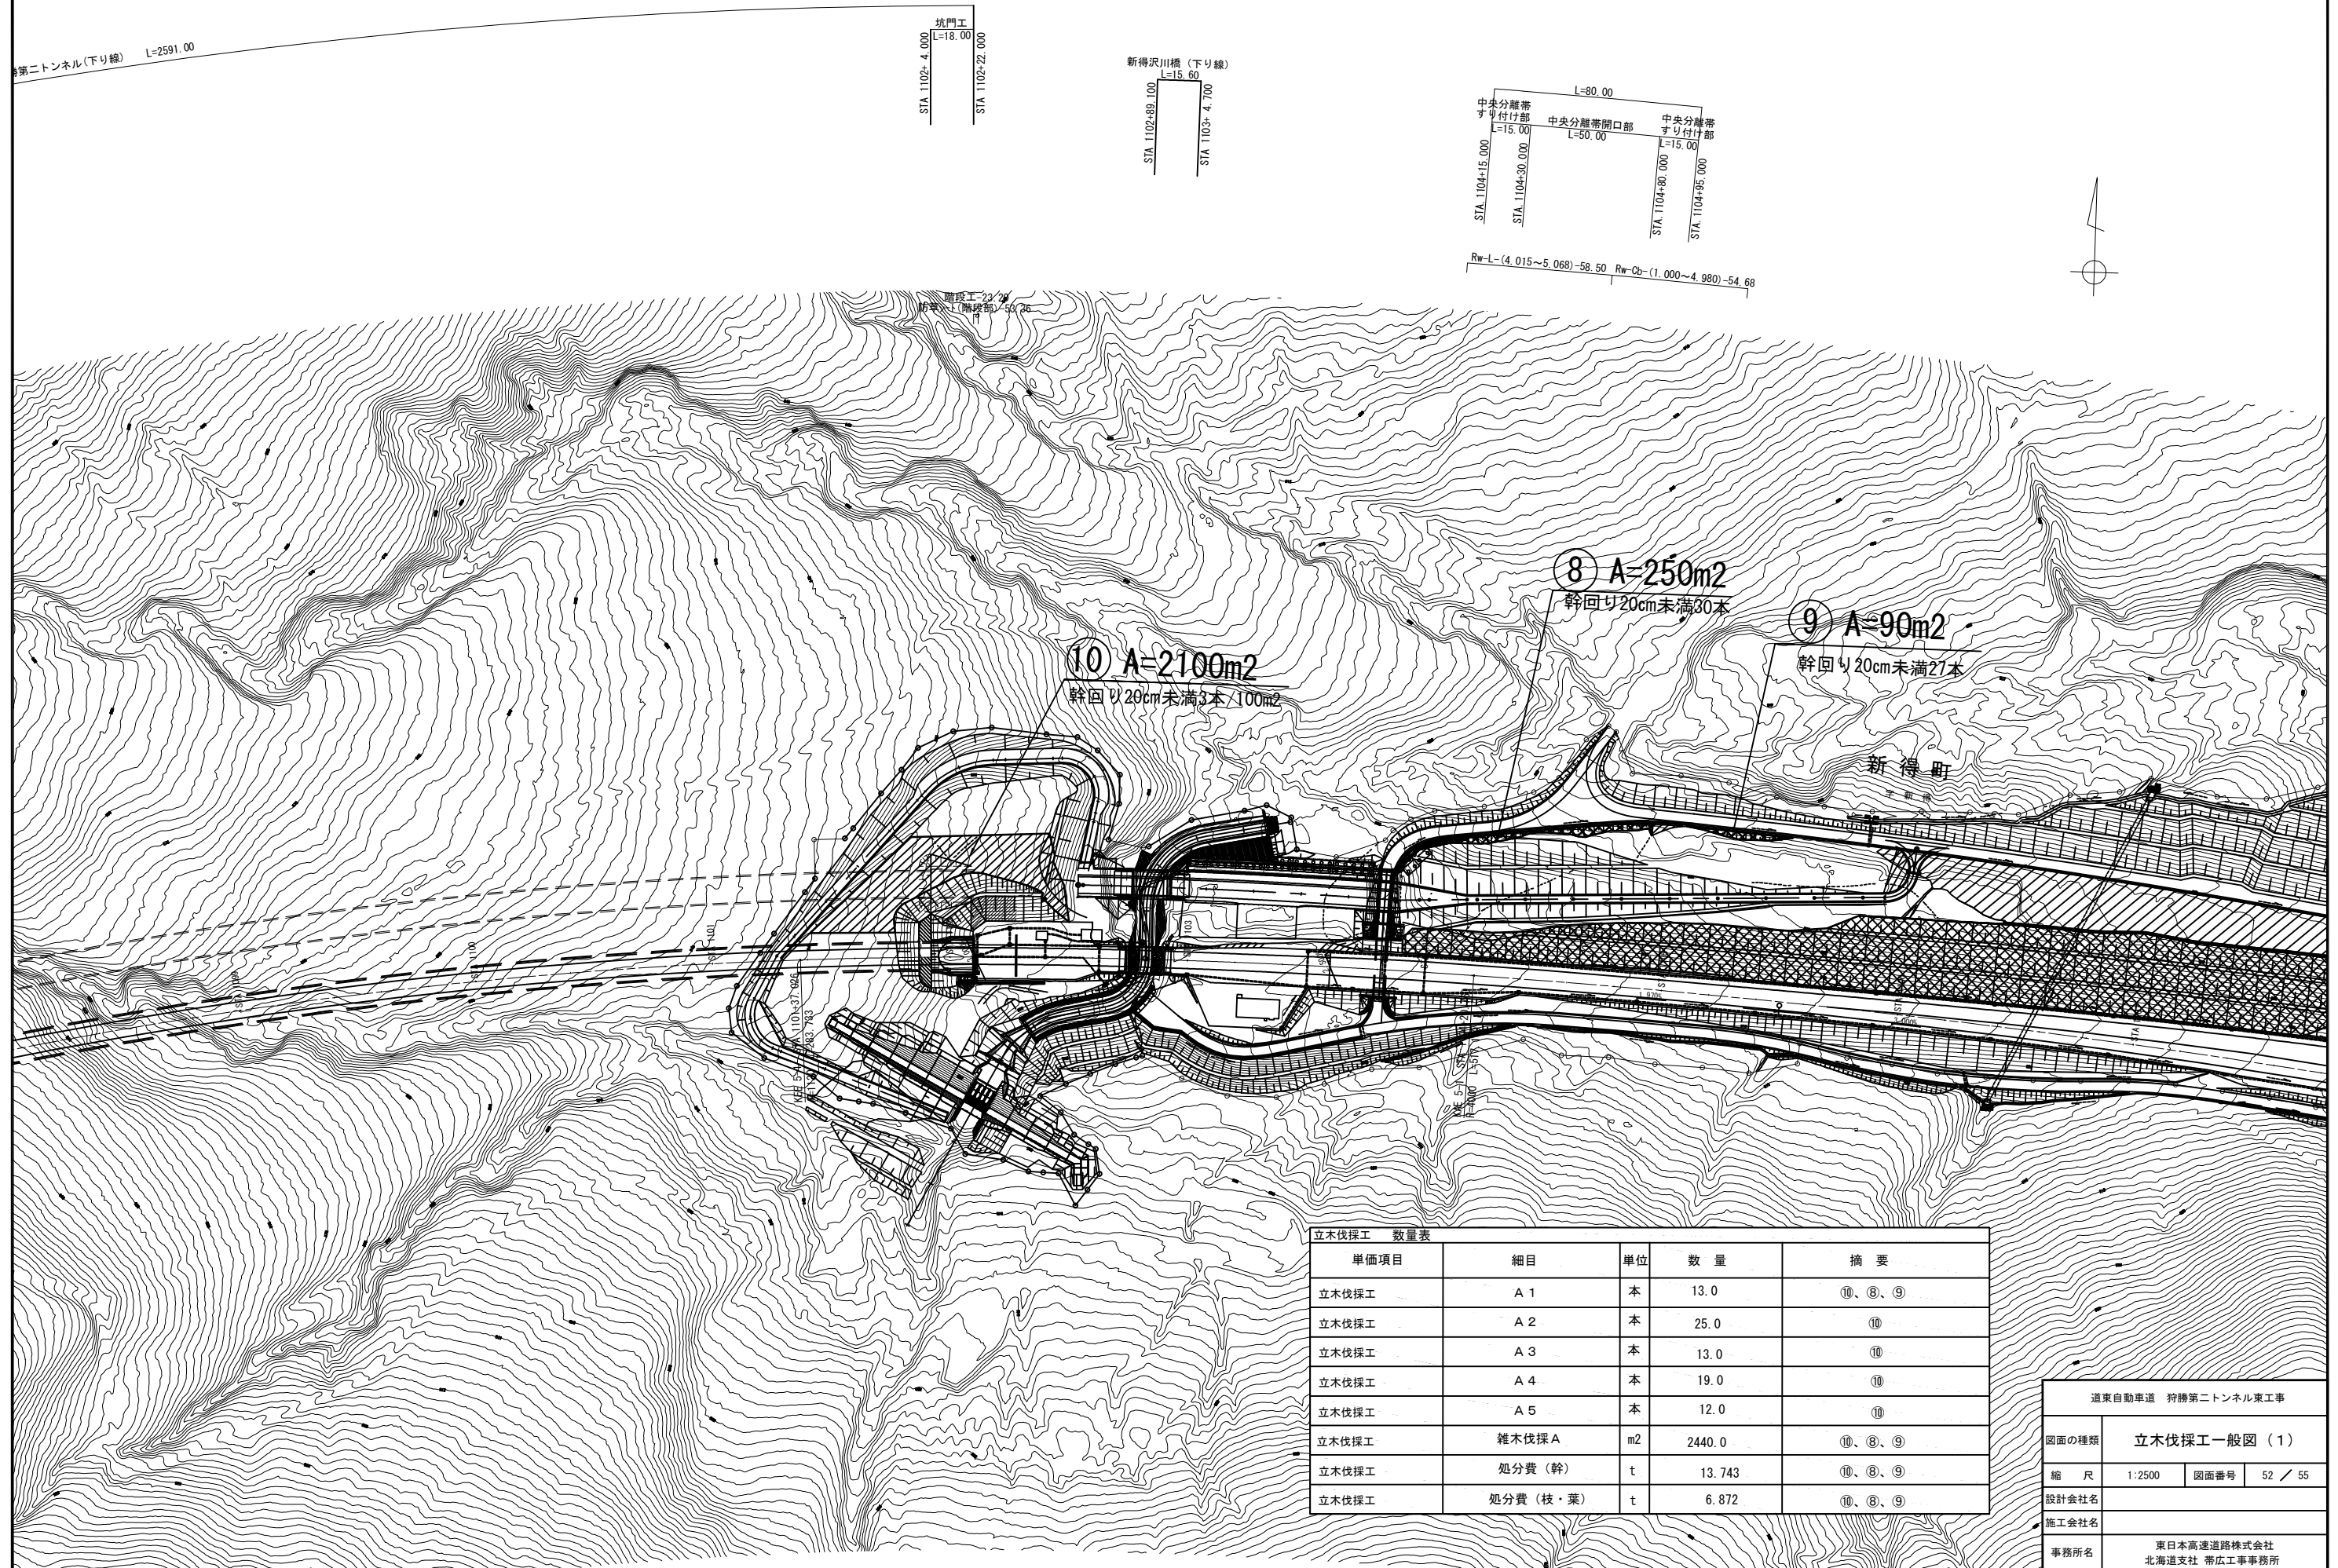 勝第二トンネル(下り線) L=2591.00
坑門工
L=18.00
STA 1102+ 4.000
STA 1102+22.000
新得沢川橋 (下り線)
L=15.60
STA 1102+89.100
STA 1103+ 4.700
L=80.00
中央分離帯
すり付け部
L=15.00
中央分離帯開口部
L=50.00
中央分離帯
すり付け部
L=15.00
STA.1104+15.000
STA.1104+30.000
STA.1104+80.000
STA.1104+95.000
Rw-L-(4.015~5.068)-58.50 Rw-Cb-(1.000~4.980)-54.68
防草シート(階段部)-53.36
⑧ A=250m2
幹回り20cm未満30本
⑨ A=90m2
幹回り20cm未満27本
⑩ A=2100m2
幹回り20cm未満3本/100m2
新得町
字新得
立木伐採工 数量表
単価項目 細目 単位 数 量 摘 要
立木伐採工 A 1 本 13.0 ⑩、⑧、⑨
立木伐採工 A 2 本 25.0 ⑩
立木伐採工 A 3 本 13.0 ⑩
立木伐採工 A 4 本 19.0 ⑩
立木伐採工 A 5 本 12.0 ⑩
立木伐採工 雑木伐採A m2 2440.0 ⑩、⑧、⑨
立木伐採工 処分費（幹） t 13.743 ⑩、⑧、⑨
立木伐採工 処分費（枝・葉） t 6.872 ⑩、⑧、⑨
道東自動車道 狩勝第二トンネル東工事
図面の種類 立木伐採工一般図（1）
縮 尺 1:2500 図面番号 52 ／ 55
設計会社名
施工会社名
事務所名 東日本高速道路株式会社
北海道支社 帯広工事事務所